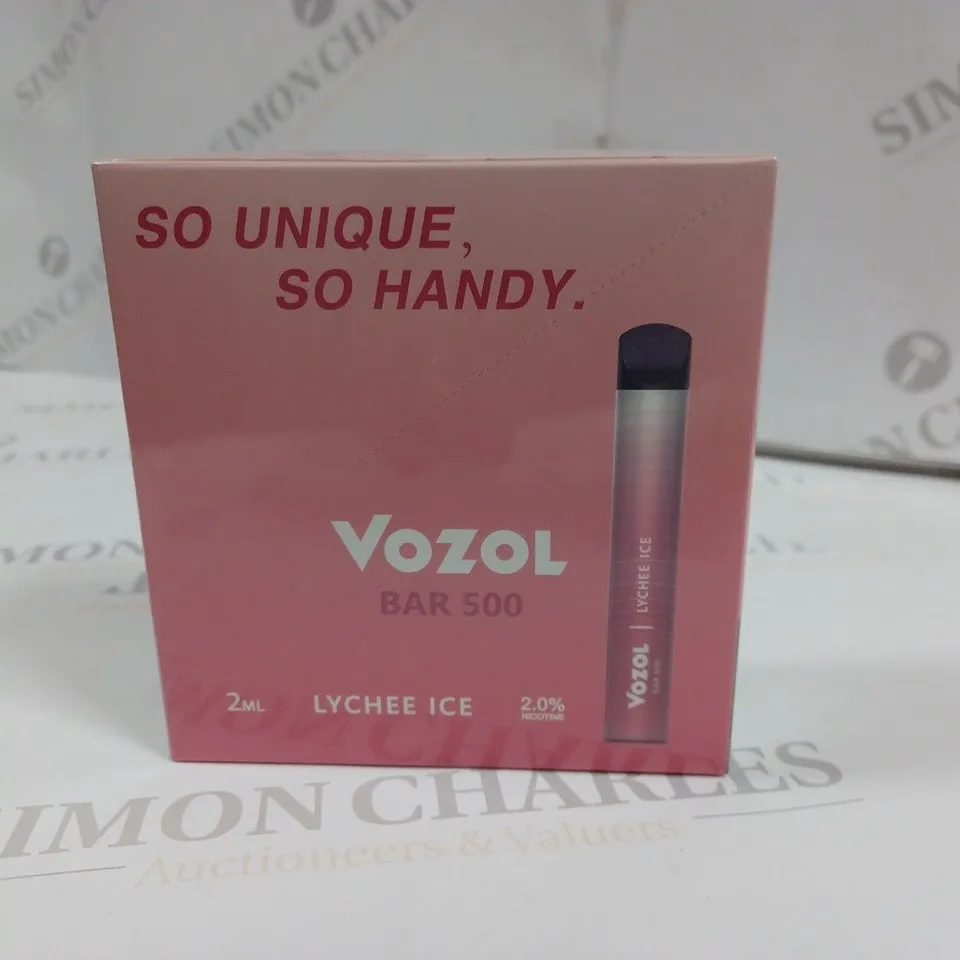 SO UNIQUE,
SO HANDY.
VOZOL
BAR 500
2ML
LYCHEE ICE
2.0%
NICOTINE
VOZOL | LYCHEE ICE
SIMON CHARLES
Auctioneers & Valuers